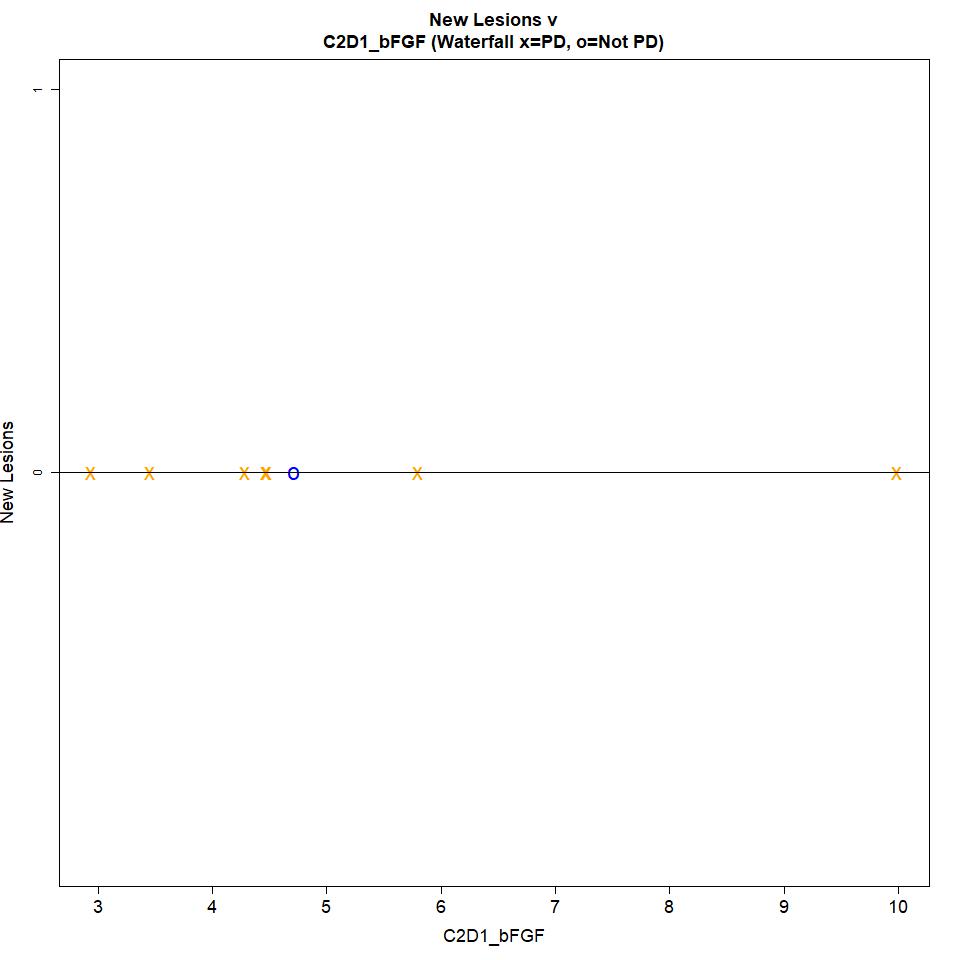 New Lesions v
C2D1_bFGF (Waterfall x=PD, o=Not PD)
1
0
New Lesions
x x x x o x x
3 4 5 6 7 8 9 10
C2D1_bFGF